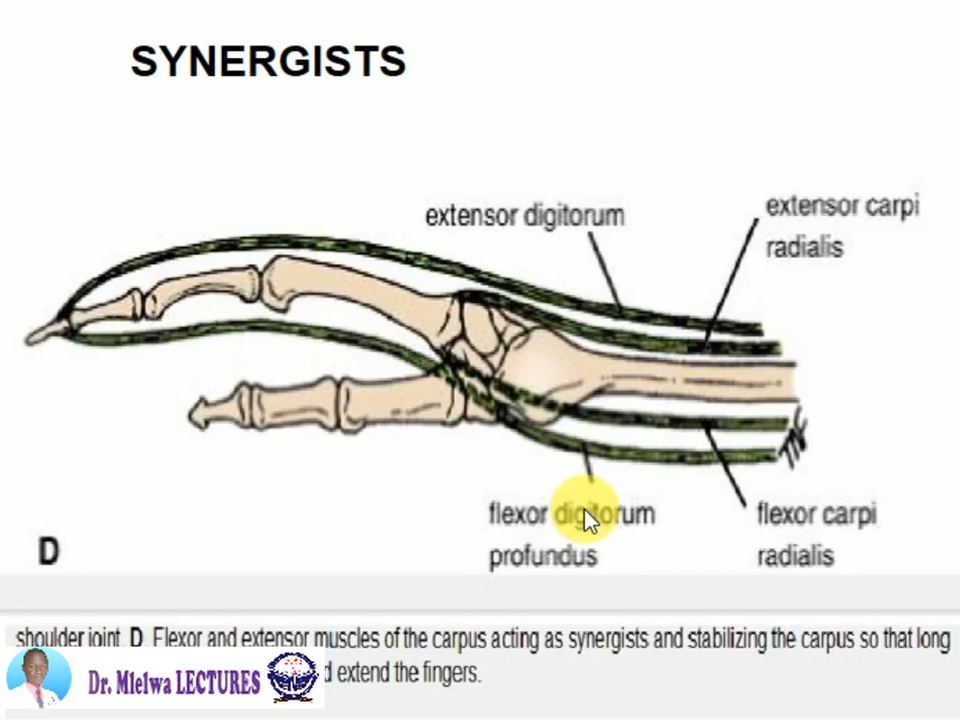 SYNERGISTS
extensor digitorum
extensor carpi
radialis
flexor digitorum
profundus
flexor carpi
radialis
D
shoulder joint. D. Flexor and extensor muscles of the carpus acting as synergists and stabilizing the carpus so that long
d extend the fingers.
Dr. Mlelwa LECTURES